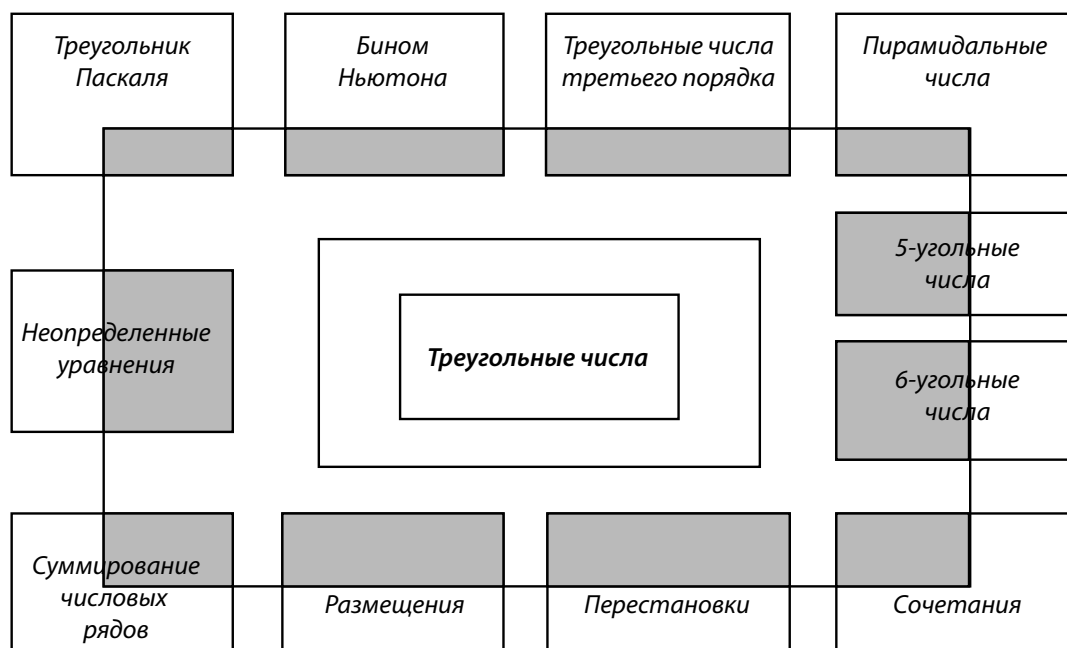 Треугольник
Паскаля
Бином
Ньютона
Треугольные числа
третьего порядка
Пирамидальные
числа
5-угольные
числа
Неопределенные
уравнения
Треугольные числа
6-угольные
числа
Суммирование
числовых
рядов
Размещения
Перестановки
Сочетания